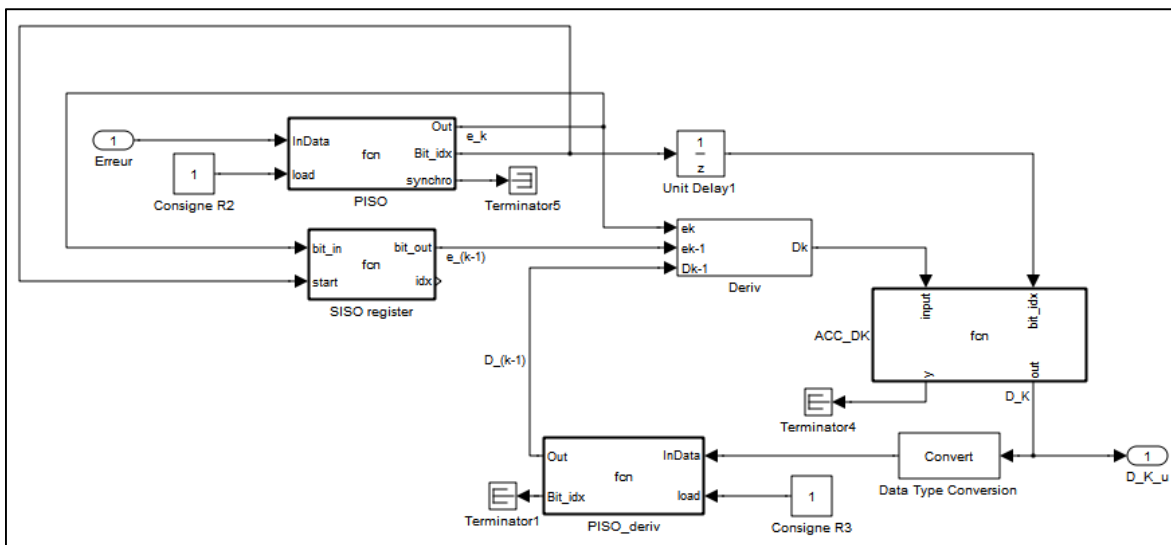 Out
e_k
1
Erreur
InData
fcn
Bit_idx
load
synchro
1
Consigne R2
PISO
Terminator5
1
z
Unit Delay1
bit_in
bit_out
fcn
e_(k-1)
start
idx
SISO register
ek
ek-1
Dk-1
Dk
Deriv
input
bit_idx
fcn
ACC_DK
y
out
D_K
D_(k-1)
Terminator4
Out
InData
fcn
Bit_idx
load
PISO_deriv
Terminator1
1
Consigne R3
Convert
Data Type Conversion
1
D_K_u